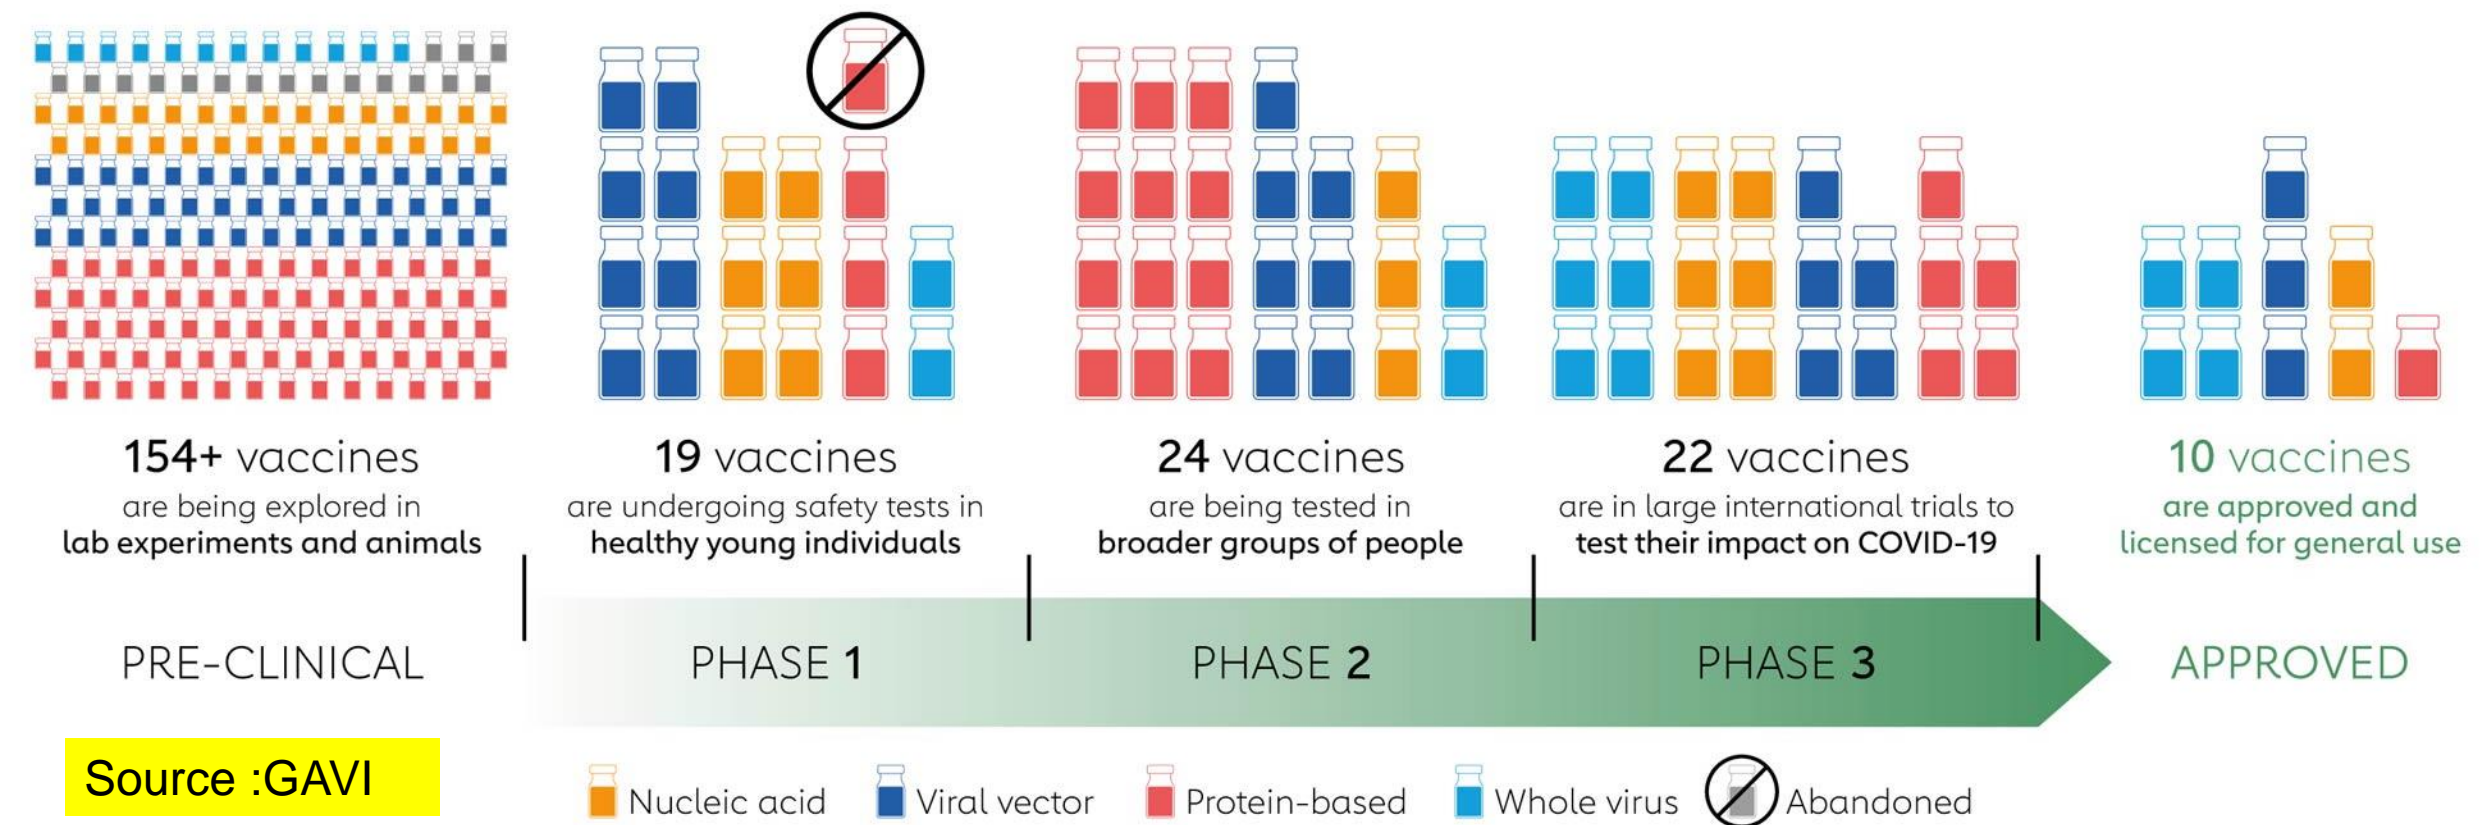 154+ vaccines
are being explored in
lab experiments and animals
19 vaccines
are undergoing safety tests in
healthy young individuals
24 vaccines
are being tested in
broader groups of people
22 vaccines
are in large international trials to
test their impact on COVID-19
10 vaccines
are approved and
licensed for general use
PRE-CLINICAL
PHASE 1
PHASE 2
PHASE 3
APPROVED
Source :GAVI
Nucleic acid
Viral vector
Protein-based
Whole virus
Abandoned